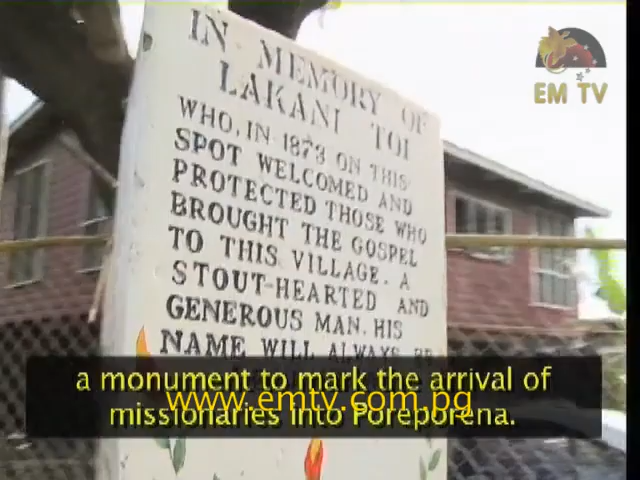 IN MEMORY OF
LAKANI TOI
WHO, IN 1873 ON THIS
SPOT WELCOMED AND
PROTECTED THOSE WHO
BROUGHT THE GOSPEL
TO THIS VILLAGE. A
STOUT-HEARTED AND
GENEROUS MAN. HIS
NAME WILL ALWAYS BE
EM TV
a monument to mark the arrival of
www.emtv.com.pg
missionaries into Poreporena.